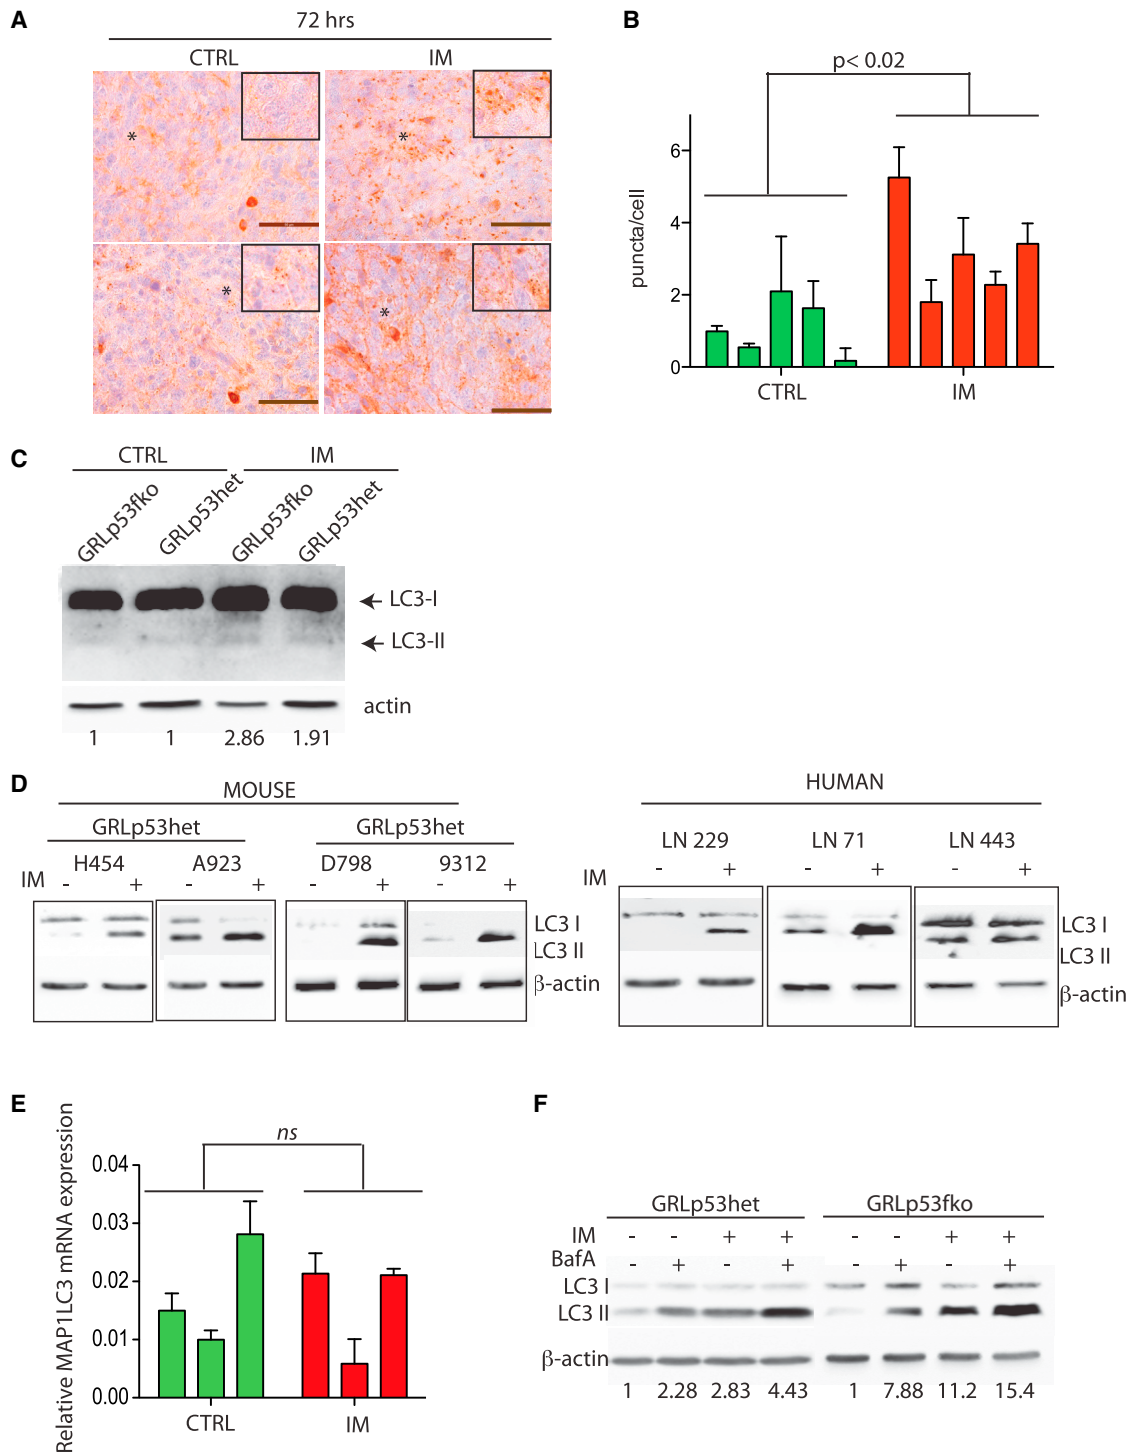 A
72 hrs
CTRL IM
*
*
*
*
B
p< 0.02
puncta/cell
6
4
2
0
CTRL IM
C
CTRL IM
GRLp53fko GRLp53het GRLp53fko GRLp53het
LC3-I
LC3-II
actin
1 1 2.86 1.91
D
MOUSE
GRLp53het GRLp53het
H454 A923 D798 9312
IM - + - + - + - +
LC3 I
LC3 II
β-actin
HUMAN
LN 229 LN 71 LN 443
IM - + - + - +
LC3 I
LC3 II
β-actin
E
Relative MAP1LC3 mRNA expression
ns
0.04
0.03
0.02
0.01
0.00
CTRL IM
F
GRLp53het GRLp53fko
IM - - + + - - + +
BafA - + - + - + - +
LC3 I
LC3 II
β-actin
1 2.28 2.83 4.43 1 7.88 11.2 15.4